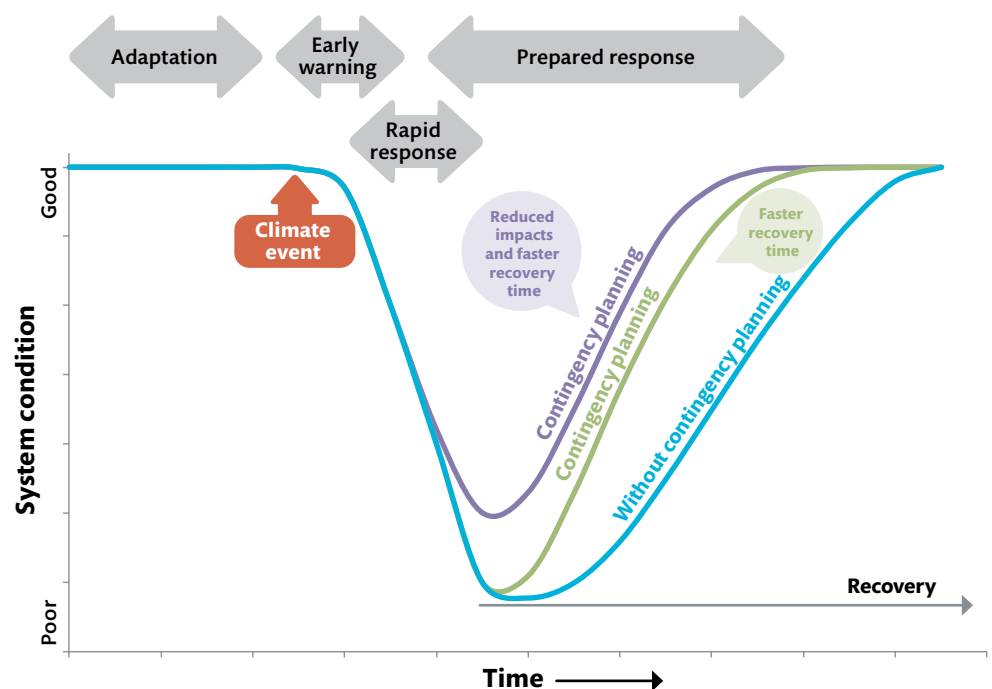 Adaptation
Early
warning
Prepared response
Rapid
response
Good
Climate
event
Reduced
impacts
and faster
recovery
time
Faster
recovery
time
Contingency planning
Contingency planning
Without contingency planning
System condition
Recovery
Poor
Time